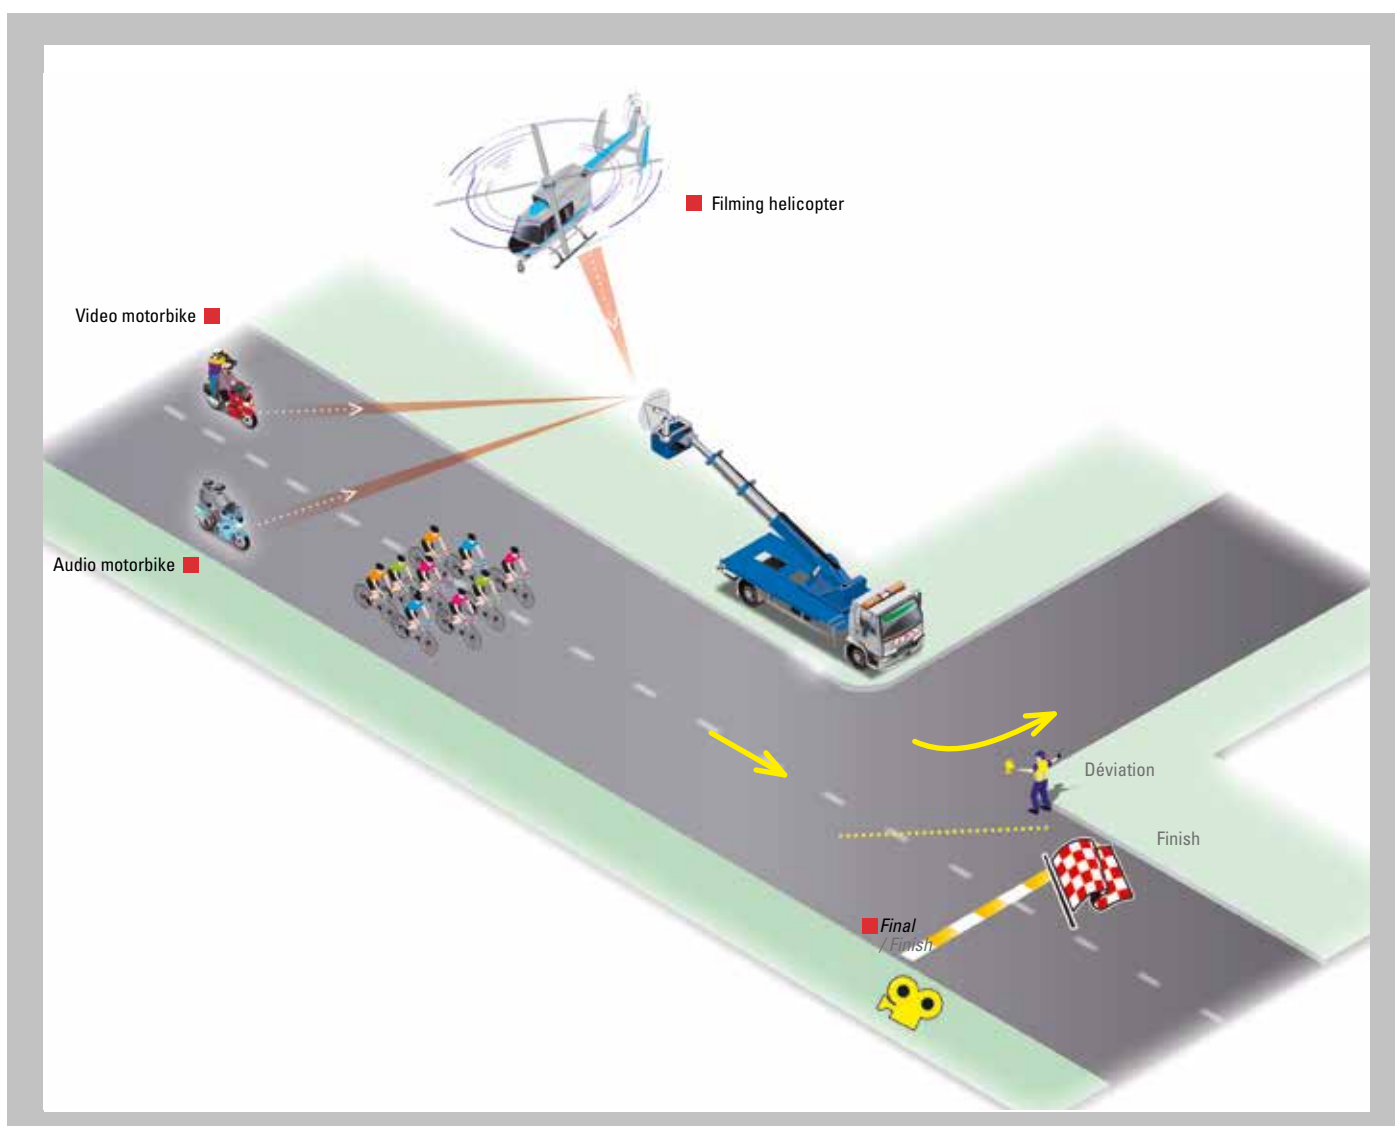 Filming helicopter
Video motorbike
Audio motorbike
Déviation
Finish
Final
/ Finish